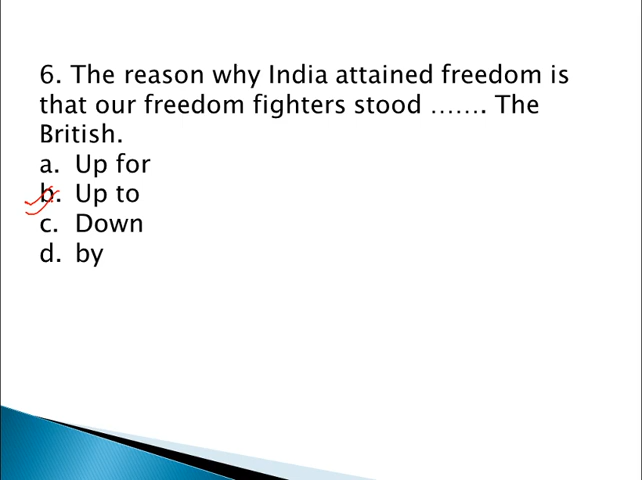 6. The reason why India attained freedom is
that our freedom fighters stood ……. The
British.
a. Up for
b. Up to
c. Down
d. by